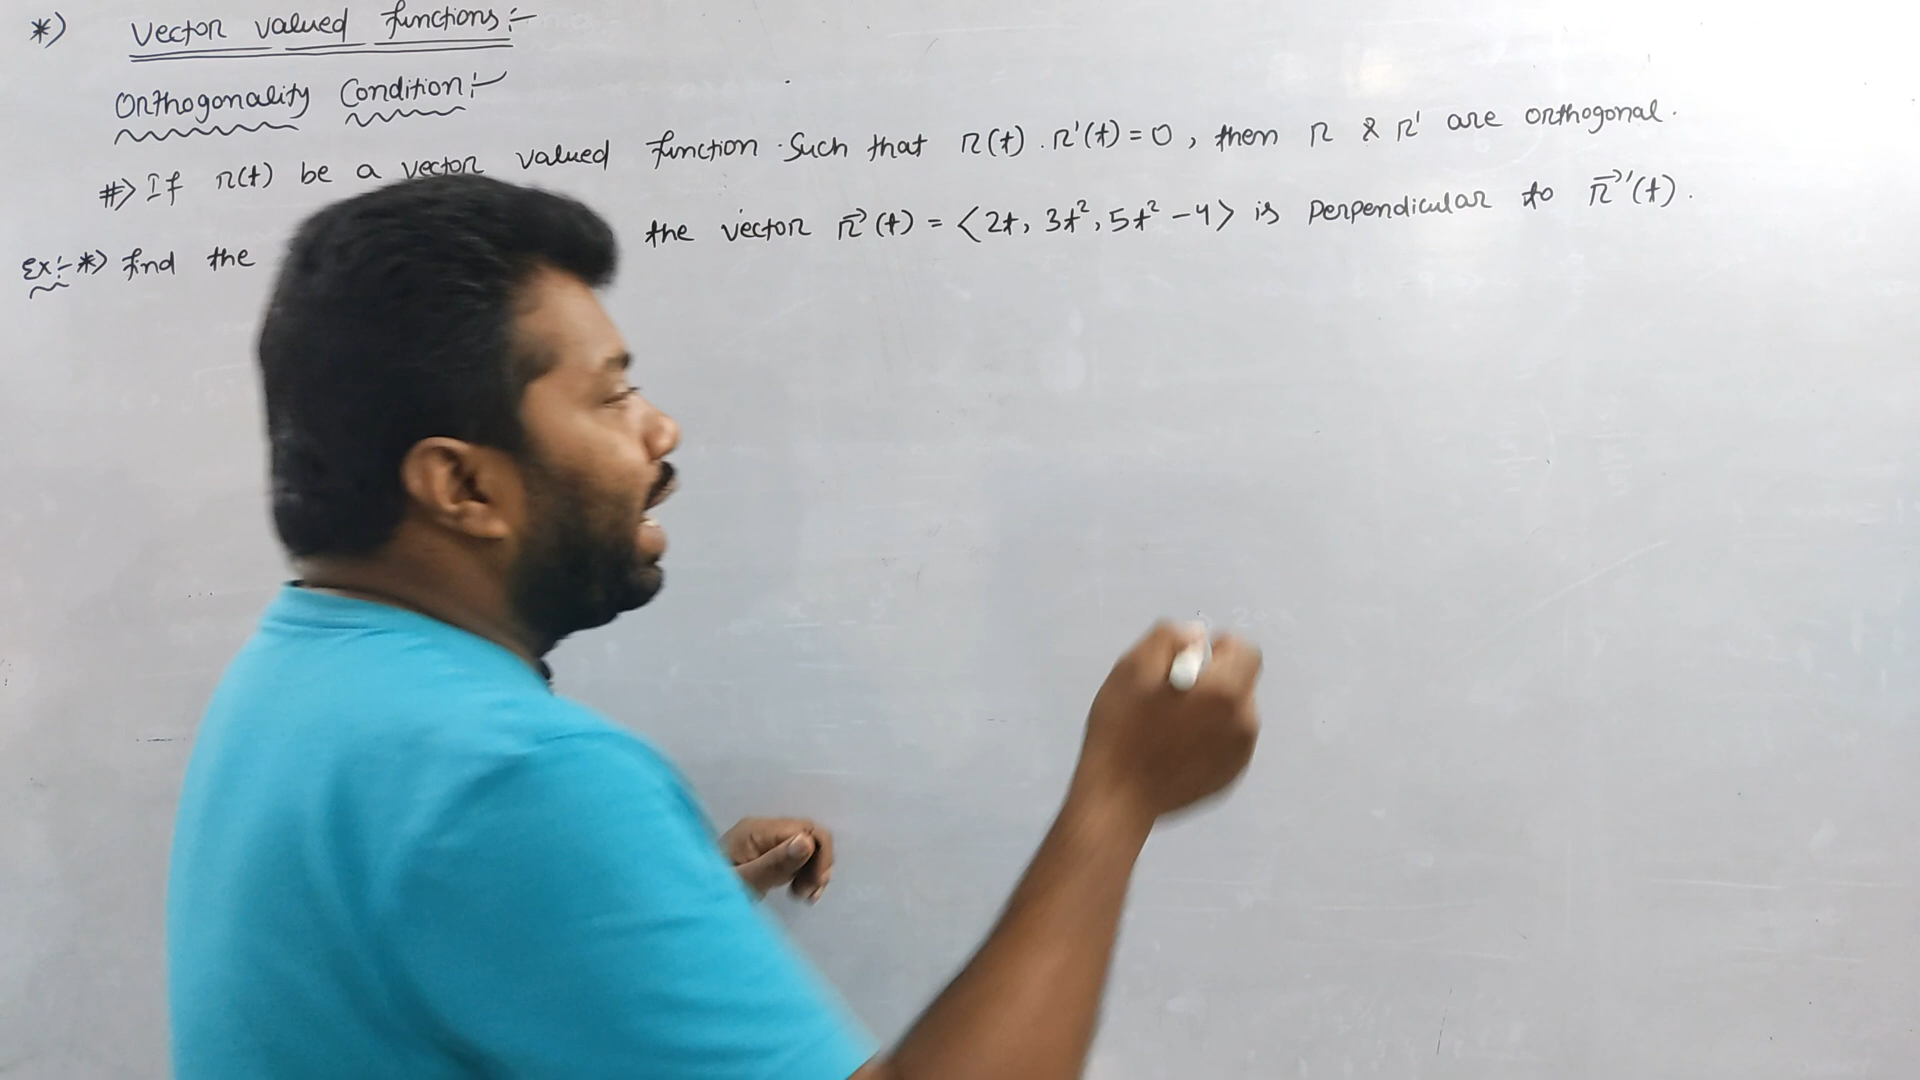 *) Vector valued functions:-
Orthogonality Condition:-
#> If r(t) be a vector valued function such that r(t) . r'(t) = 0, then r & r' are orthogonal.
Ex:- *> find the the vector r⃗(t) = <2t, 3t², 5t² - 4> is perpendicular to r⃗'(t).